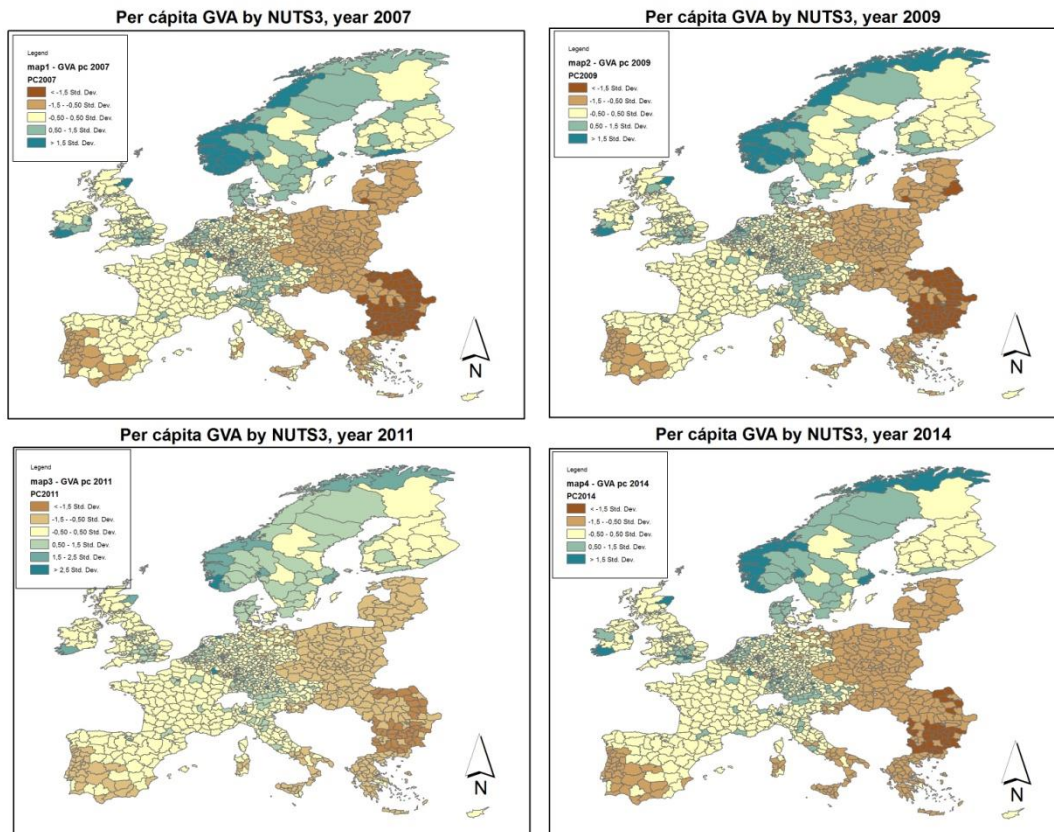 Per cápita GVA by NUTS3, year 2007
Legend
map1 - GVA pc 2007
PC2007
< -1,5 Std. Dev.
-1,5 - -0,50 Std. Dev.
-0,50 - 0,50 Std. Dev.
0,50 - 1,5 Std. Dev.
> 1,5 Std. Dev.
N
Per cápita GVA by NUTS3, year 2009
Legend
map2 - GVA pc 2009
PC2009
< -1,5 Std. Dev.
-1,5 - -0,50 Std. Dev.
-0,50 - 0,50 Std. Dev.
0,50 - 1,5 Std. Dev.
> 1,5 Std. Dev.
N
Per cápita GVA by NUTS3, year 2011
Legend
map3 - GVA pc 2011
PC2011
< -1,5 Std. Dev.
-1,5 - -0,50 Std. Dev.
-0,50 - 0,50 Std. Dev.
0,50 - 1,5 Std. Dev.
1,5 - 2,5 Std. Dev.
> 2,5 Std. Dev.
N
Per cápita GVA by NUTS3, year 2014
Legend
map4 - GVA pc 2014
PC2014
< -1,5 Std. Dev.
-1,5 - -0,50 Std. Dev.
-0,50 - 0,50 Std. Dev.
0,50 - 1,5 Std. Dev.
> 1,5 Std. Dev.
N